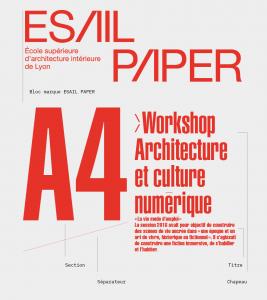 ESAIL
École supérieure
d'architecture intérieure
de Lyon
PAPER
Bloc marque ESAIL PAPER
A4
Workshop
Architecture
et culture
numérique
«La vie mode d'emploi»
La session 2016 avait pour objectif de construire
des scènes de vie ancrée dans « une époque et un
art de vivre, historique ou fictionnel ». Il s'agissait
de construire une fiction immersive, de s'habiller
et l'habiter.
Section
Titre
Séparateur
Chapeau